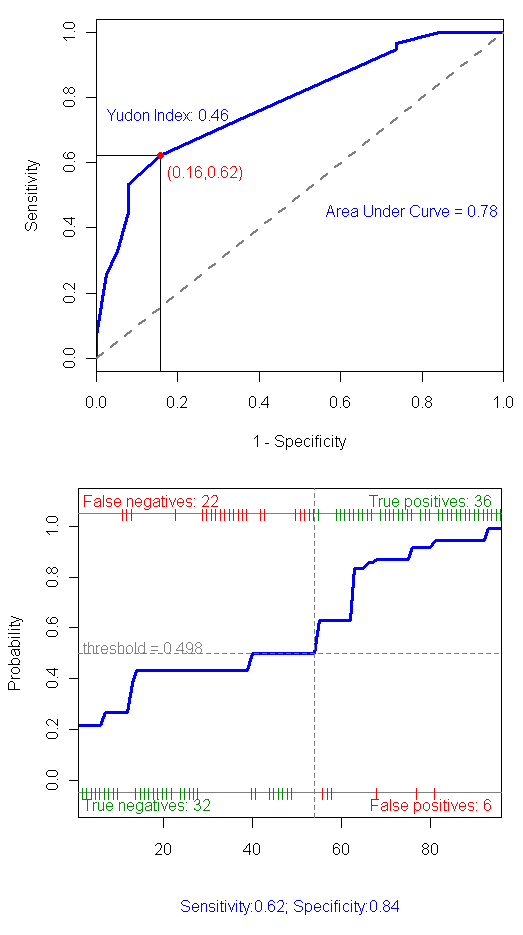 1.0
0.8
Yudon Index: 0.46
0.6
(0.16,0.62)
Sensitivity
Area Under Curve = 0.78
0.4
0.2
0.0
0.0 0.2 0.4 0.6 0.8 1.0
1 - Specificity
False negatives: 22 True positives: 36
1.0
0.8
Probability
0.6
threshold = 0.498
0.4
0.2
0.0
True negatives: 32 False positives: 6
20 40 60 80
Sensitivity:0.62; Specificity:0.84